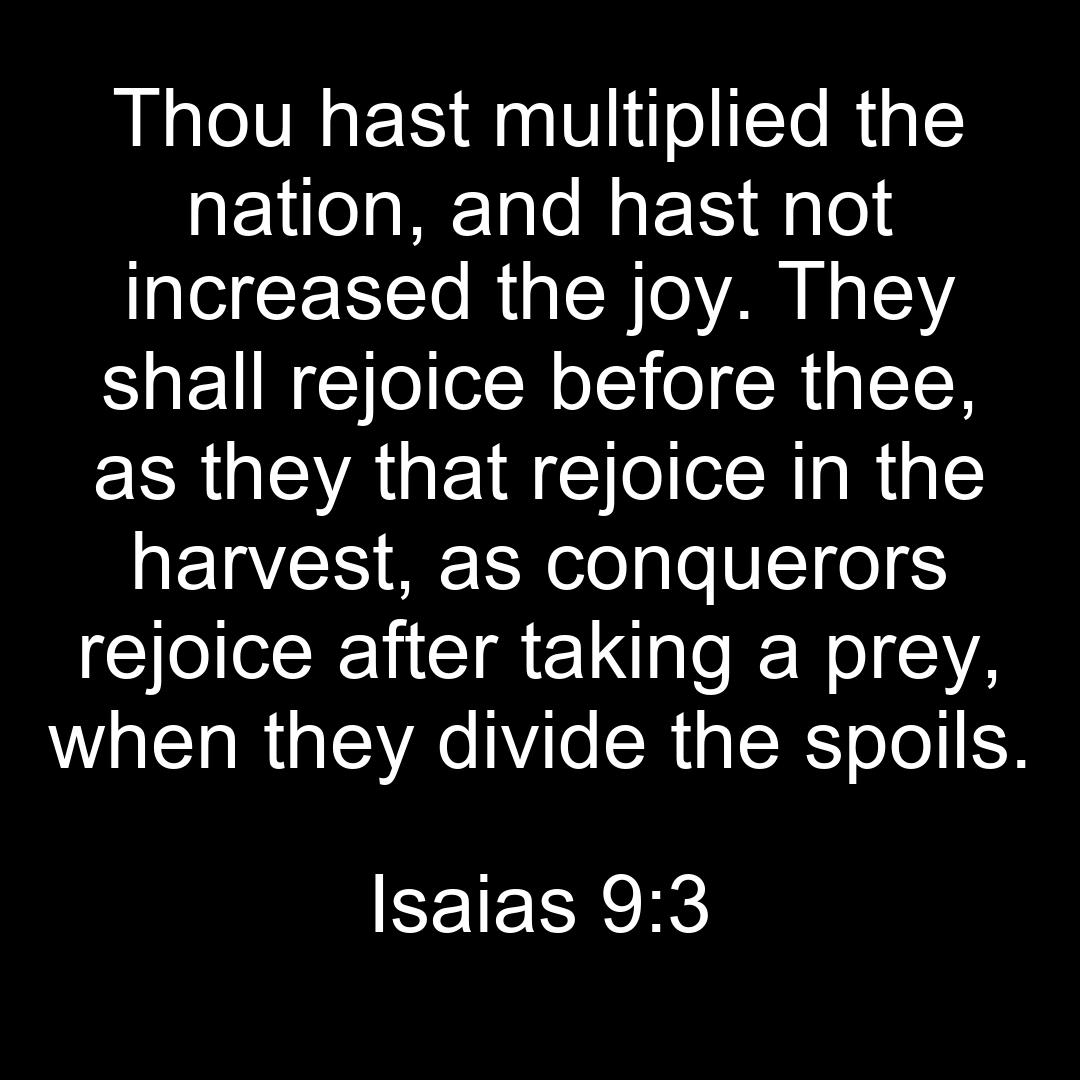 Thou hast multiplied the
nation, and hast not
increased the joy. They
shall rejoice before thee,
as they that rejoice in the
harvest, as conquerors
rejoice after taking a prey,
when they divide the spoils.
Isaias 9:3